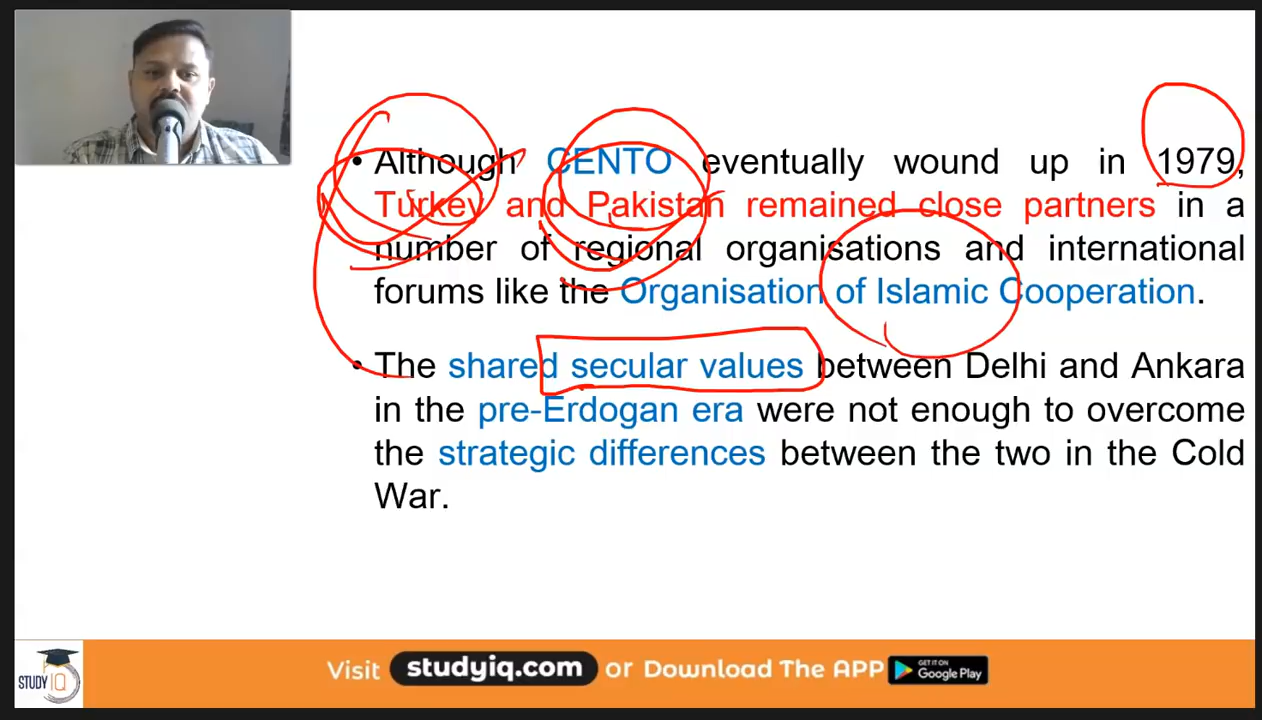 • Although CENTO eventually wound up in 1979,
Turkey and Pakistan remained close partners in a
number of regional organisations and international
forums like the Organisation of Islamic Cooperation.
• The shared secular values between Delhi and Ankara
in the pre-Erdogan era were not enough to overcome
the strategic differences between the two in the Cold
War.
STUDY IQ
Visit studyiq.com or Download The APP GET IT ON
Google Play